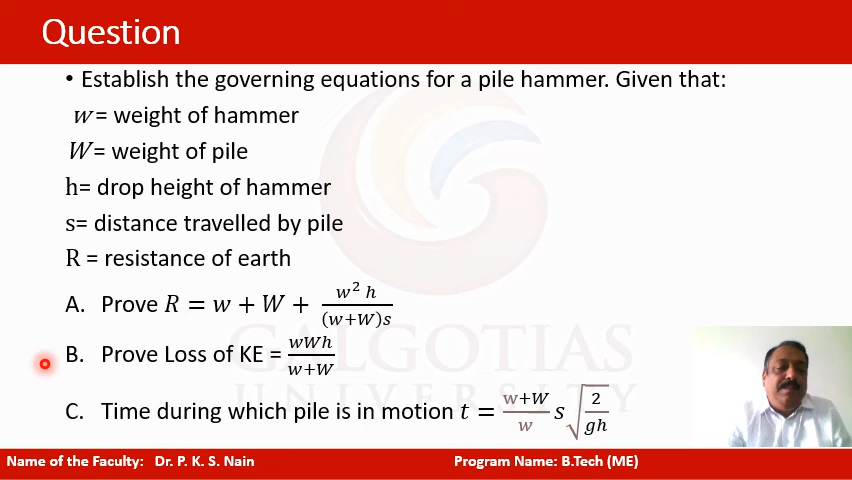 Question
• Establish the governing equations for a pile hammer. Given that:
w = weight of hammer
W = weight of pile
h= drop height of hammer
s= distance travelled by pile
R = resistance of earth
A. Prove R = w + W + w² h / (w+W)s
B. Prove Loss of KE = wWh / w+W
C. Time during which pile is in motion t = w+W / w s √ 2 / gh
GALGOTIAS
UNIVERSITY
Name of the Faculty: Dr. P. K. S. Nain Program Name: B.Tech (ME)